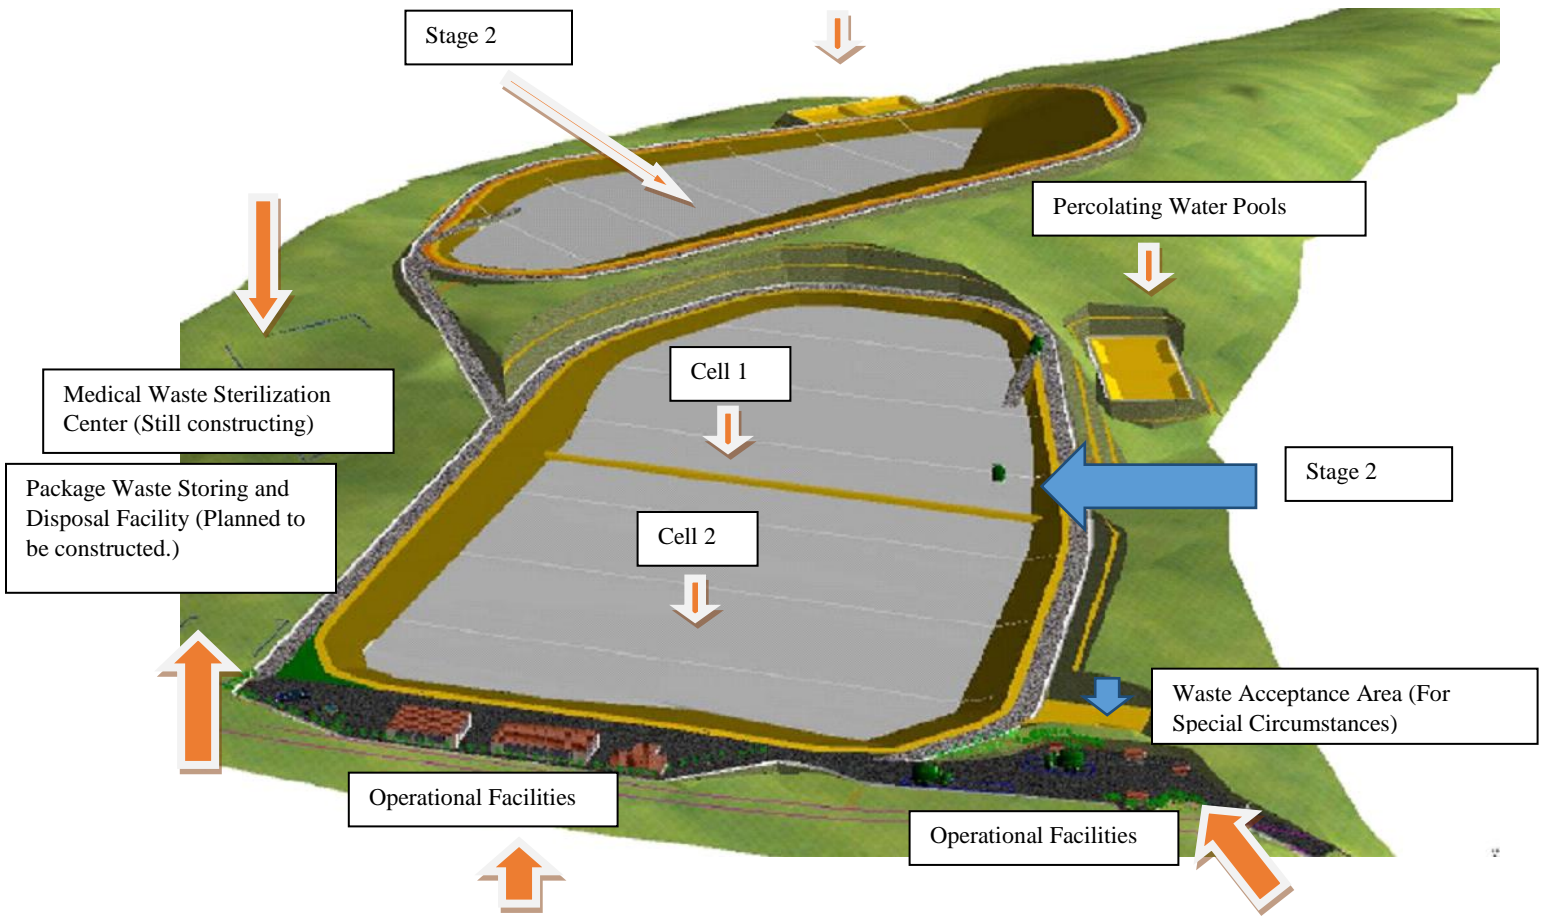 Stage 2
Percolating Water Pools
Cell 1
Medical Waste Sterilization
Center (Still constructing)
Stage 2
Package Waste Storing and
Disposal Facility (Planned to
be constructed.)
Cell 2
Waste Acceptance Area (For
Special Circumstances)
Operational Facilities
Operational Facilities